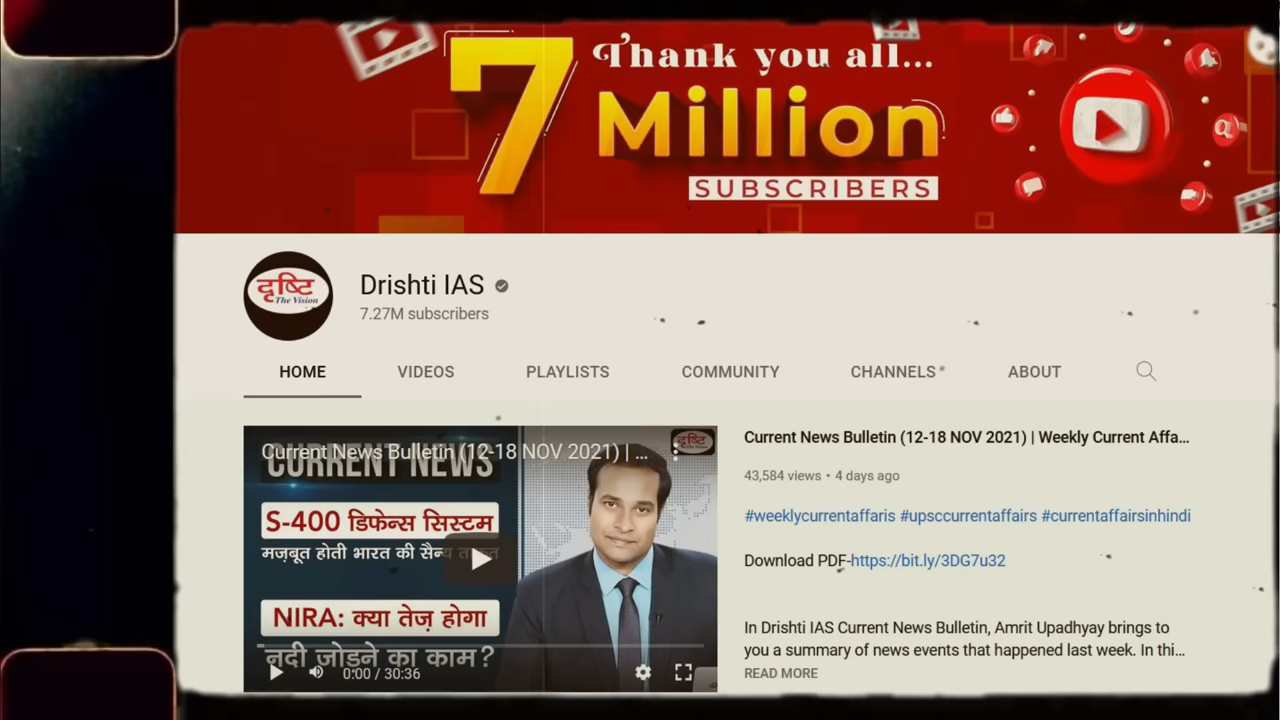 7
Thank you all...
Million
SUBSCRIBERS
दृष्टि
The Vision
Drishti IAS
7.27M subscribers
HOME
VIDEOS
PLAYLISTS
COMMUNITY
CHANNELS
ABOUT
CURRENT NEWS
Current News Bulletin (12-18 NOV 2021) | ...
दृष्टि
S-400 डिफेन्स सिस्टम
मज़बूत होती भारत की सैन्य
NIRA: क्या तेज़ होगा
नदी जोड़ने का काम?
0:00 / 30:36
Current News Bulletin (12-18 NOV 2021) | Weekly Current Affa...
43,584 views • 4 days ago
#weeklycurrentaffaris #upsccurrentaffairs #currentaffairsinhindi
Download PDF-https://bit.ly/3DG7u32
In Drishti IAS Current News Bulletin, Amrit Upadhyay brings to
you a summary of news events that happened last week. In thi...
READ MORE